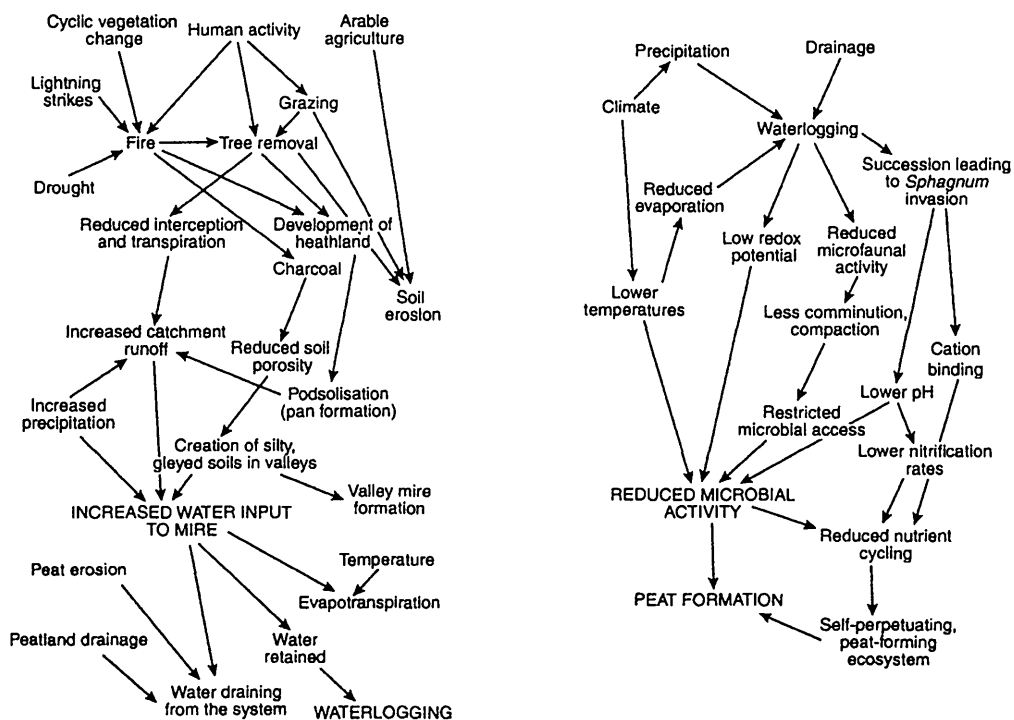 Cyclic vegetation
change
Human activity
Arable
agriculture
Lightning
strikes
Grazing
Fire
Tree removal
Drought
Reduced interception
and transpiration
Development of
heathland
Charcoal
Soil
erosion
Increased catchment
runoff
Reduced soil
porosity
Podsolisation
(pan formation)
Increased
precipitation
Creation of silty,
gleyed soils in valleys
Valley mire
formation
INCREASED WATER INPUT
TO MIRE
Temperature
Peat erosion
Evapotranspiration
Peatland drainage
Water
retained
Water draining
from the system
WATERLOGGING
Precipitation
Drainage
Climate
Waterlogging
Succession leading
to Sphagnum
invasion
Reduced
evaporation
Low redox
potential
Reduced
microfaunal
activity
Lower
temperatures
Less comminution,
compaction
Cation
binding
Lower pH
Restricted
microbial access
Lower nitrification
rates
REDUCED MICROBIAL
ACTIVITY
Reduced nutrient
cycling
PEAT FORMATION
Self-perpetuating,
peat-forming
ecosystem